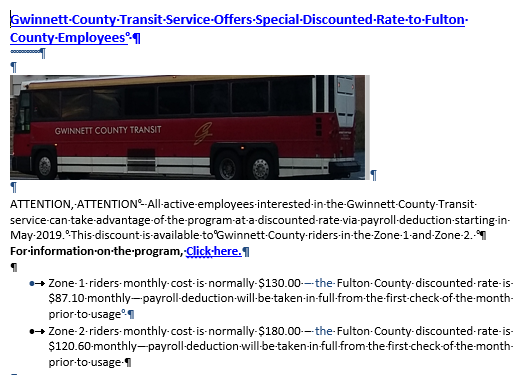 Gwinnett County Transit Service Offers Special Discounted Rate to Fulton
County Employees
GWINNETT COUNTY TRANSIT
ATTENTION, ATTENTION - All active employees interested in the Gwinnett County Transit
service can take advantage of the program at a discounted rate via payroll deduction starting in
May 2019. This discount is available to Gwinnett County riders in the Zone 1 and Zone 2.
For information on the program, Click here.
Zone 1 riders monthly cost is normally $130.00 – the Fulton County discounted rate is
$87.10 monthly—payroll deduction will be taken in full from the first check of the month
prior to usage
Zone 2 riders monthly cost is normally $180.00 – the Fulton County discounted rate is
$120.60 monthly—payroll deduction will be taken in full from the first check of the month
prior to usage